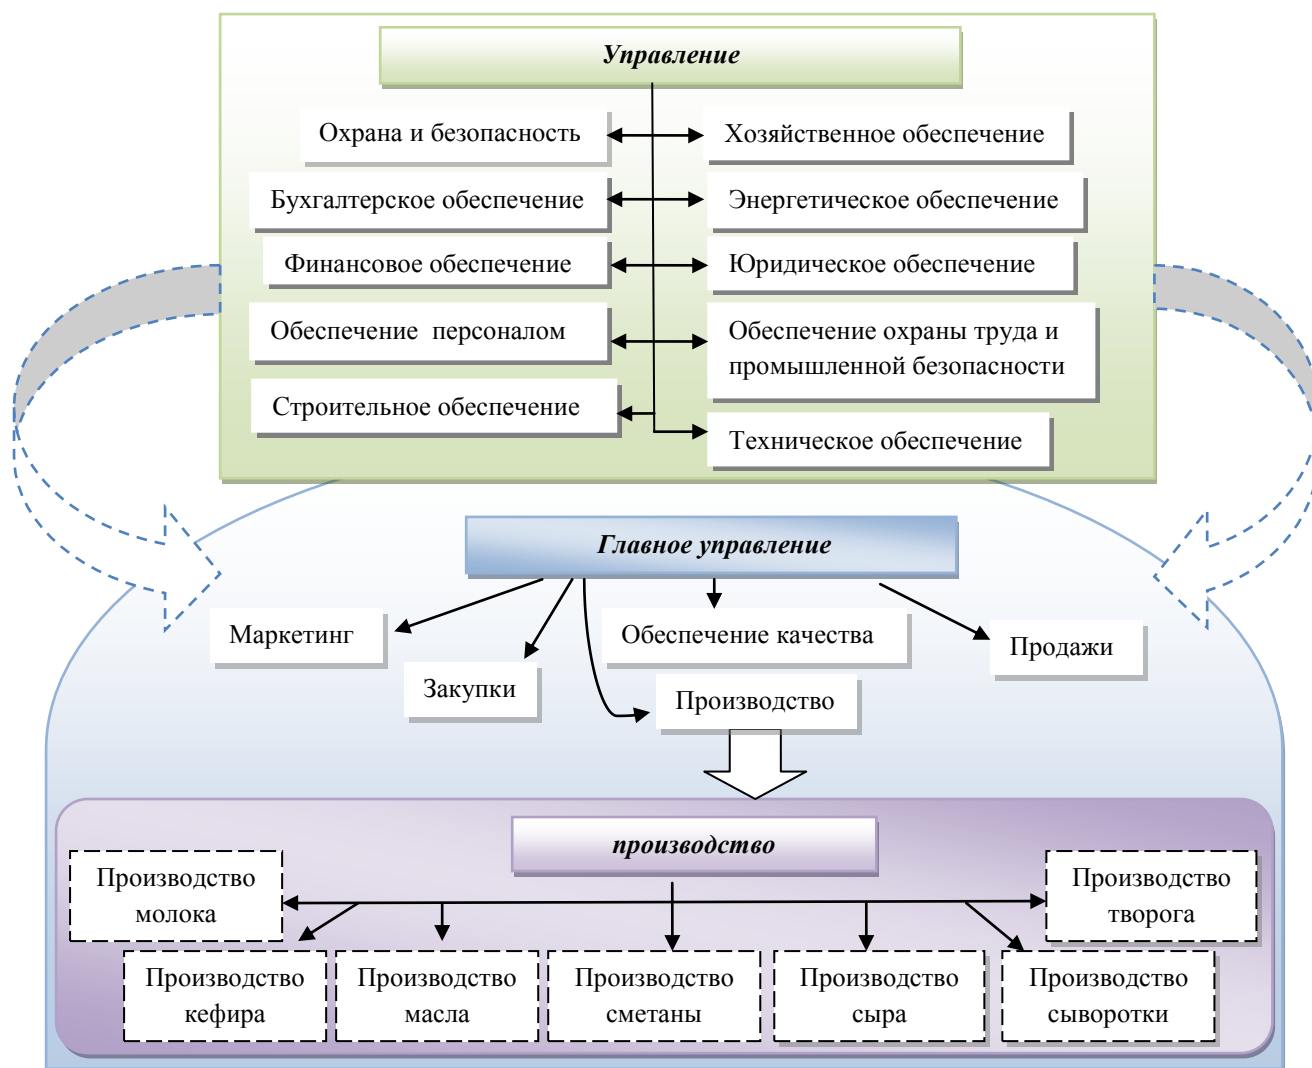 Управление
Охрана и безопасность
Хозяйственное обеспечение
Бухгалтерское обеспечение
Энергетическое обеспечение
Финансовое обеспечение
Юридическое обеспечение
Обеспечение  персоналом
Обеспечение охраны труда и
промышленной безопасности
Строительное обеспечение
Техническое обеспечение
Главное управление
Маркетинг
Закупки
Обеспечение качества
Производство
Продажи
производство
Производство
молока
Производство
творога
Производство
кефира
Производство
масла
Производство
сметаны
Производство
сыра
Производство
сыворотки